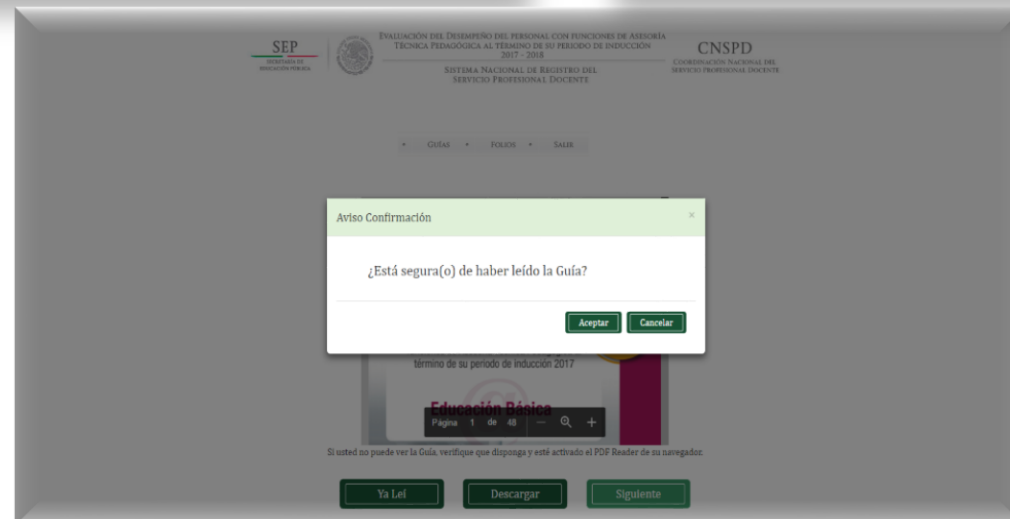 SEP
SECRETARÍA DE
EDUCACIÓN PÚBLICA
EVALUACIÓN DEL DESEMPEÑO DEL PERSONAL CON FUNCIONES DE ASESORÍA
TÉCNICA PEDAGÓGICA AL TÉRMINO DE SU PERIODO DE INDUCCIÓN
2017 - 2018
SISTEMA NACIONAL DE REGISTRO DEL
SERVICIO PROFESIONAL DOCENTE
CNSPD
COORDINACIÓN NACIONAL DEL
SERVICIO PROFESIONAL DOCENTE
• GUÍAS • FOLIOS • SALIR
Aviso Confirmación ×
¿Está segura(o) de haber leído la Guía?
Aceptar Cancelar
término de su periodo de inducción 2017
Educación Básica
Página 1 de 48 — +
Si usted no puede ver la Guía, verifique que disponga y esté activado el PDF Reader de su navegador.
Ya Leí Descargar Siguiente